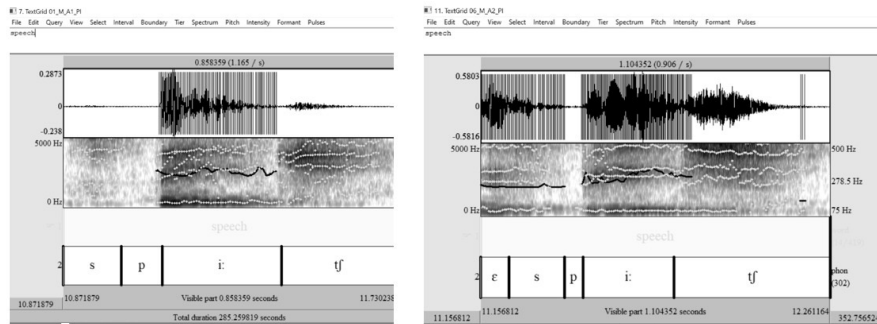 7. TextGrid 01_M_A1_PI
File Edit Query View Select Interval Boundary Tier Spectrum Pitch Intensity Formant Pulses
speech
0.858359 (1.165 / s)
0.2873
0
-0.238
5000 Hz
0 Hz
speech
2
s p iː tʃ
10.871879
10.871879 Visible part 0.858359 seconds 11.730238
Total duration 285.259819 seconds
11. TextGrid 06_M_A2_PI
File Edit Query View Select Interval Boundary Tier Spectrum Pitch Intensity Formant Pulses
speech
1.104352 (0.906 / s)
0.5803
0
-0.5816
5000 Hz 500 Hz
278.5 Hz
0 Hz 75 Hz
speech
2
ɛ s p iː tʃ
phon
(302)
11.156812
11.156812 Visible part 1.104352 seconds 12.261164
352.756524